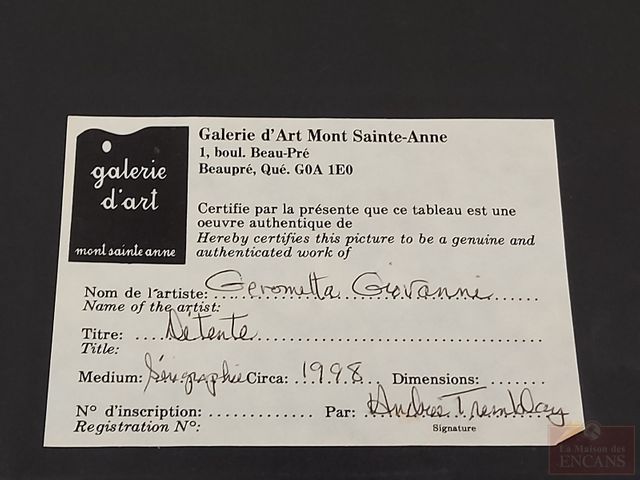 galerie
d'art
mont sainte anne
Galerie d'Art Mont Sainte-Anne
1, boul. Beau-Pré
Beaupré, Qué. G0A 1E0
Certifie par la présente que ce tableau est une
oeuvre authentique de
Hereby certifies this picture to be a genuine and
authenticated work of
Nom de l'artiste: Gerometta Giovanni
Name of the artist:
Titre: Détente
Title:
Medium: Sérigraphie Circa: 1998 Dimensions:
N° d'inscription: Par: Andrée Tremblay
Registration N°: Signature
La Maison des
ENCANS